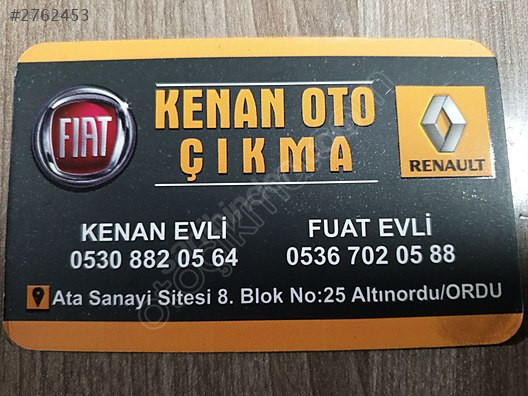 #2762453
KENAN OTO
ÇIKMA
FIAT
RENAULT
KENAN EVLİ
0530 882 05 64
FUAT EVLİ
0536 702 05 88
Ata Sanayi Sitesi 8. Blok No:25 Altınordu/ORDU